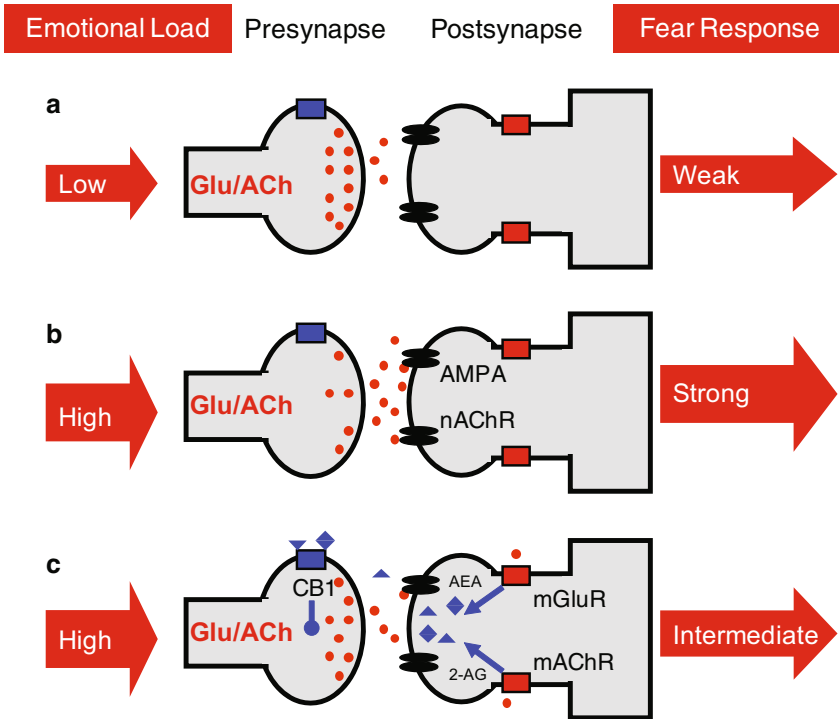 Emotional Load Presynapse Postsynapse Fear Response
a
Low Glu/ACh Weak
b
AMPA
High Glu/ACh nAChR Strong
c
CB1 AEA mGluR
High Glu/ACh Intermediate
2-AG mAChR